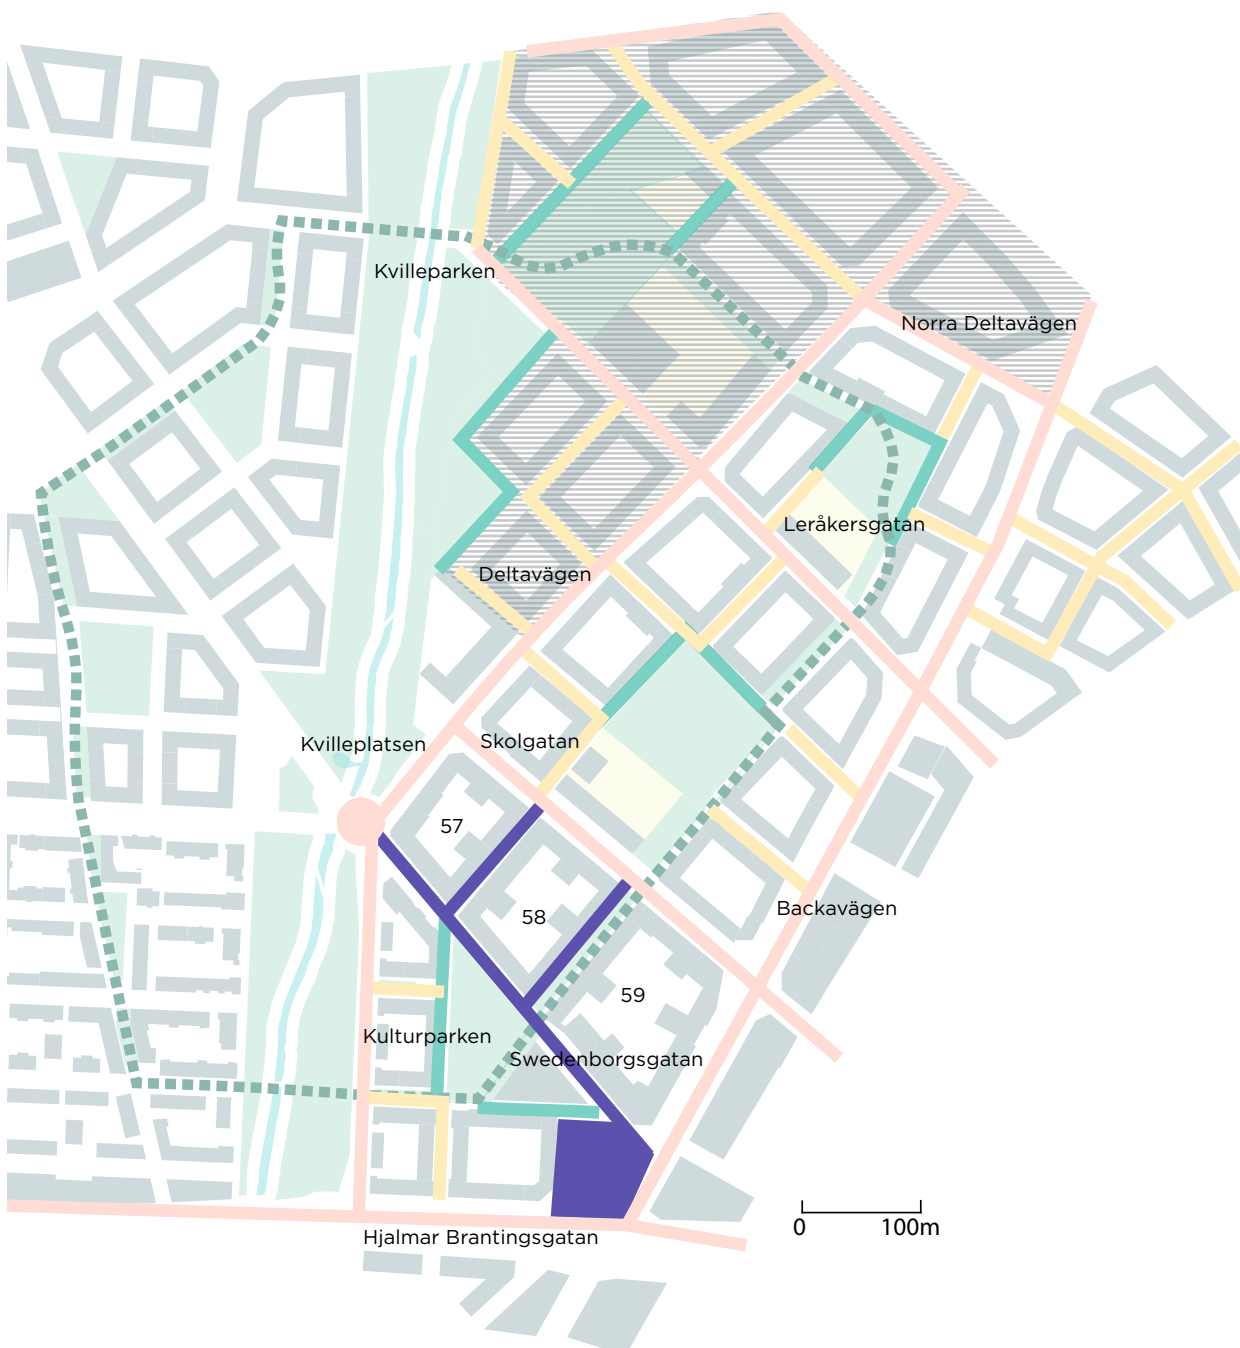 Kvilleparken
Norra Deltavägen
Leråkersgatan
Deltavägen
Skolgatan
Kvilleplatsen
57
58
Backavägen
59
Kulturparken
Swedenborgsgatan
0 100m
Hjalmar Brantingsgatan